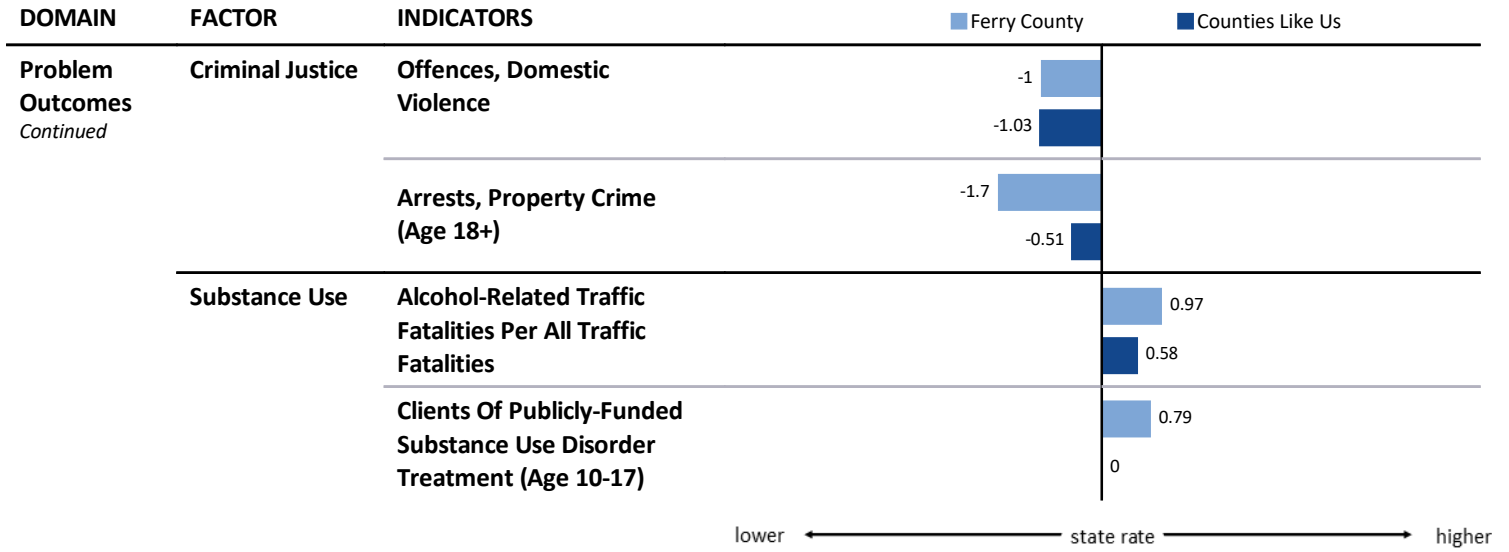 DOMAIN FACTOR INDICATORS Ferry County Counties Like Us
Problem Outcomes Continued
Criminal Justice
Offences, Domestic
Violence
-1
-1.03
Arrests, Property Crime
(Age 18+)
-1.7
-0.51
Substance Use
Alcohol-Related Traffic
Fatalities Per All Traffic
Fatalities
0.97
0.58
Clients Of Publicly-Funded
Substance Use Disorder
Treatment (Age 10-17)
0.79
0
lower state rate higher